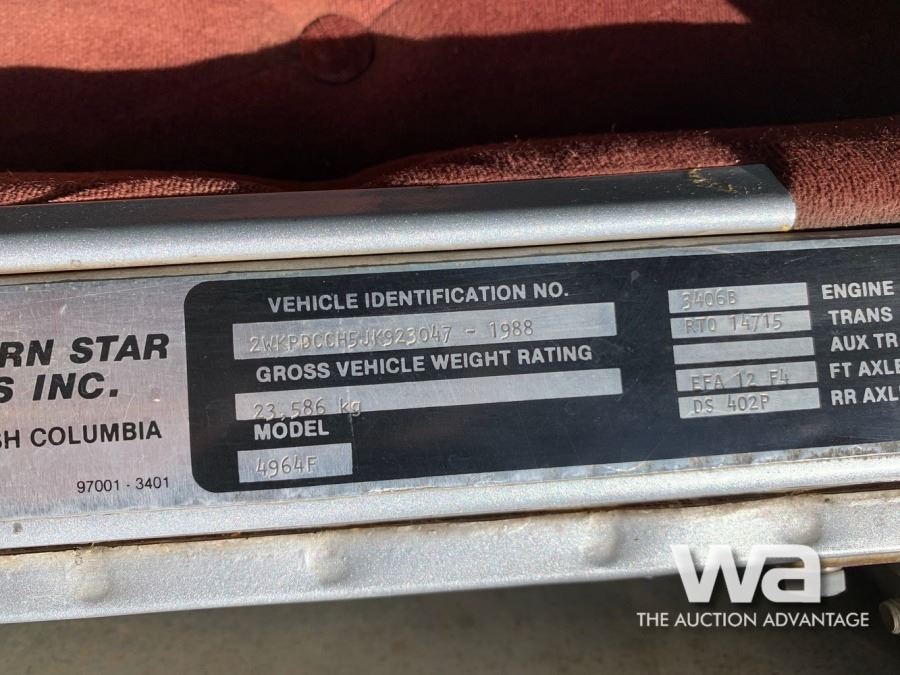 RN STAR
S INC.
SH COLUMBIA
97001 - 3401
VEHICLE IDENTIFICATION NO.
2WKPDCCH5JK923047 - 1988
GROSS VEHICLE WEIGHT RATING
23,586 kg
MODEL
4964F
3406B ENGINE
RTO 14715 TRANS
AUX TR
EFA 12 F4 FT AXLE
DS 402P RR AXL
wa
THE AUCTION ADVANTAGE